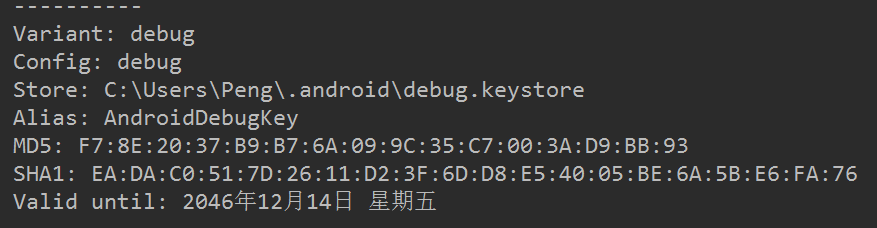 ----------
Variant: debug
Config: debug
Store: C:\Users\Peng\.android\debug.keystore
Alias: AndroidDebugKey
MD5: F7:8E:20:37:B9:B7:6A:09:9C:35:C7:00:3A:D9:BB:93
SHA1: EA:DA:C0:51:7D:26:11:D2:3F:6D:D8:E5:40:05:BE:6A:5B:E6:FA:76
Valid until: 2046年12月14日 星期五